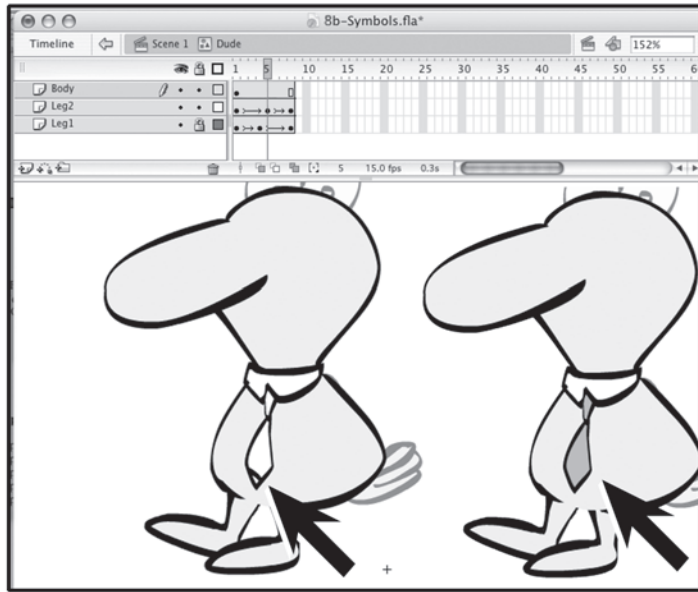 8b-Symbols.fla*
Timeline Scene 1 Dude 152%
1 5 10 15 20 25 30 35 40 45 50 55 60
Body
Leg2
Leg1
5 15.0 fps 0.3s